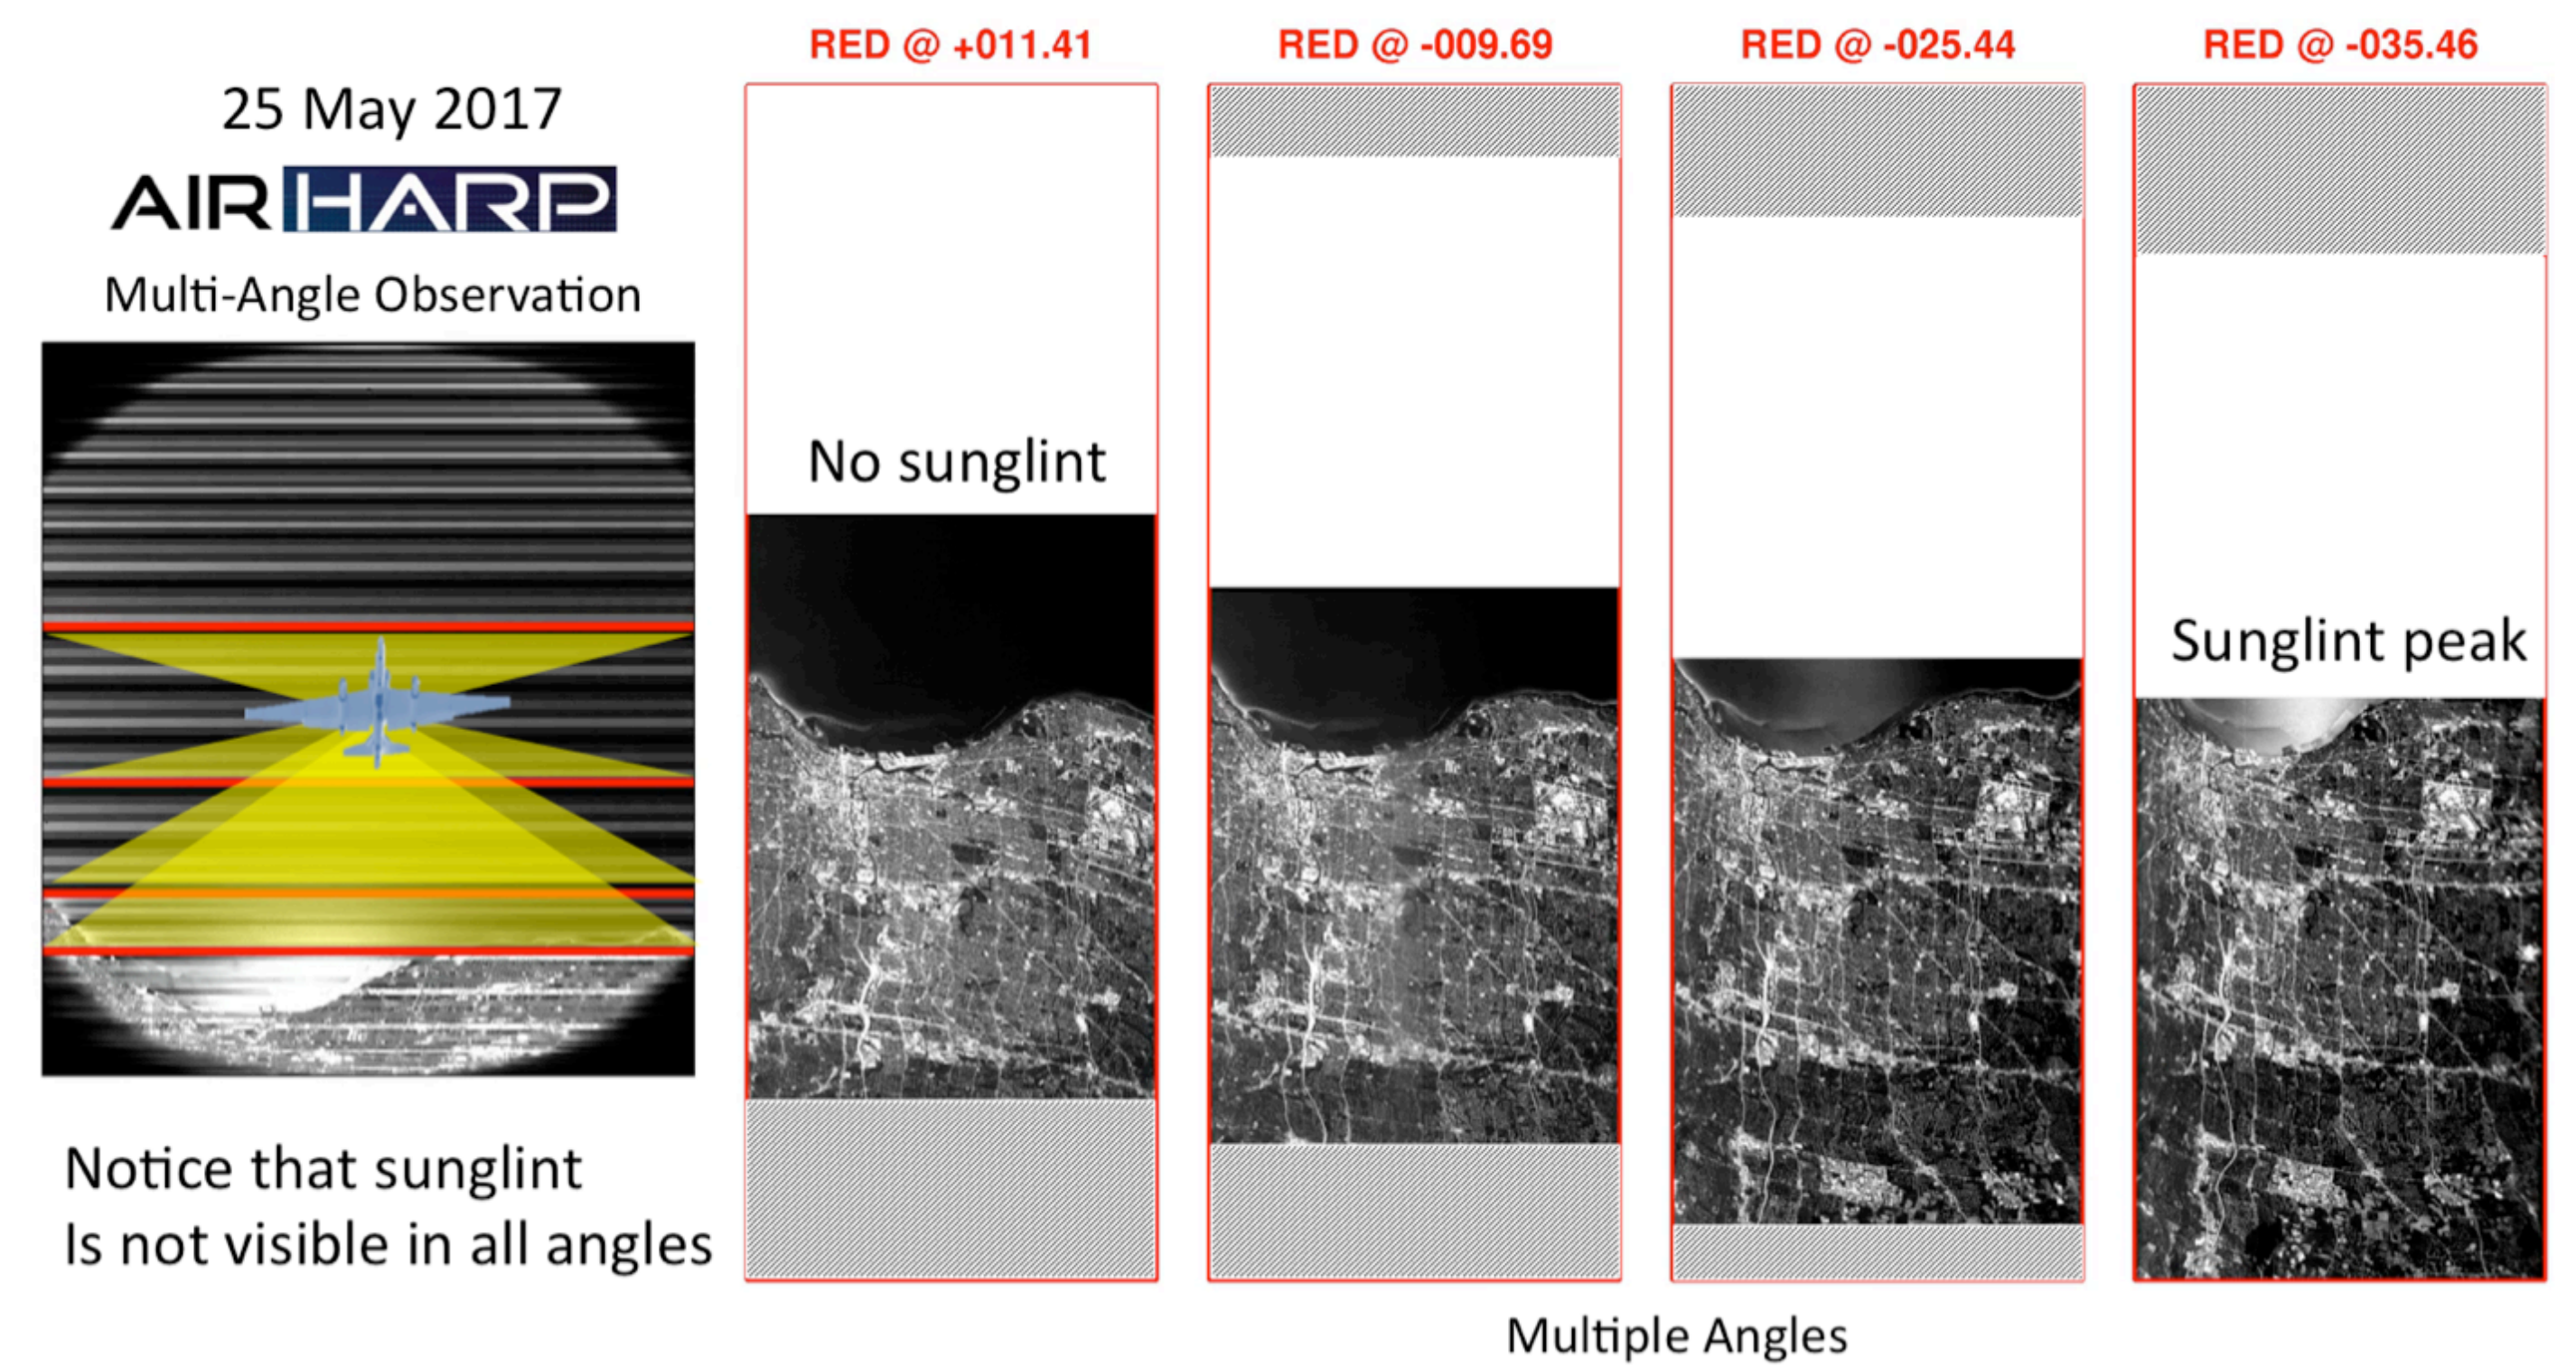 25 May 2017
AIRHARP
Multi-Angle Observation
Notice that sunglint
Is not visible in all angles
RED @ +011.41
No sunglint
RED @ -009.69
RED @ -025.44
RED @ -035.46
Sunglint peak
Multiple Angles